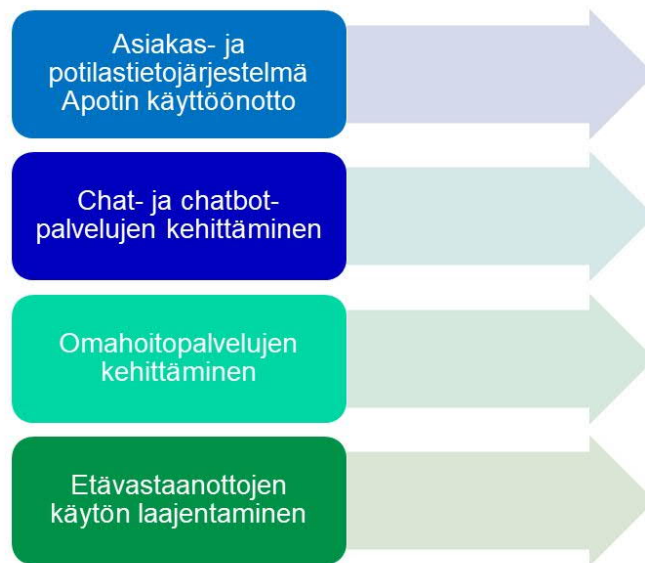 Asiakas- ja
potilastietojärjestelmä
Apotin käyttöönotto
Chat- ja chatbot-
palvelujen kehittäminen
Omahoitopalvelujen
kehittäminen
Etävastaanottojen
käytön laajentaminen